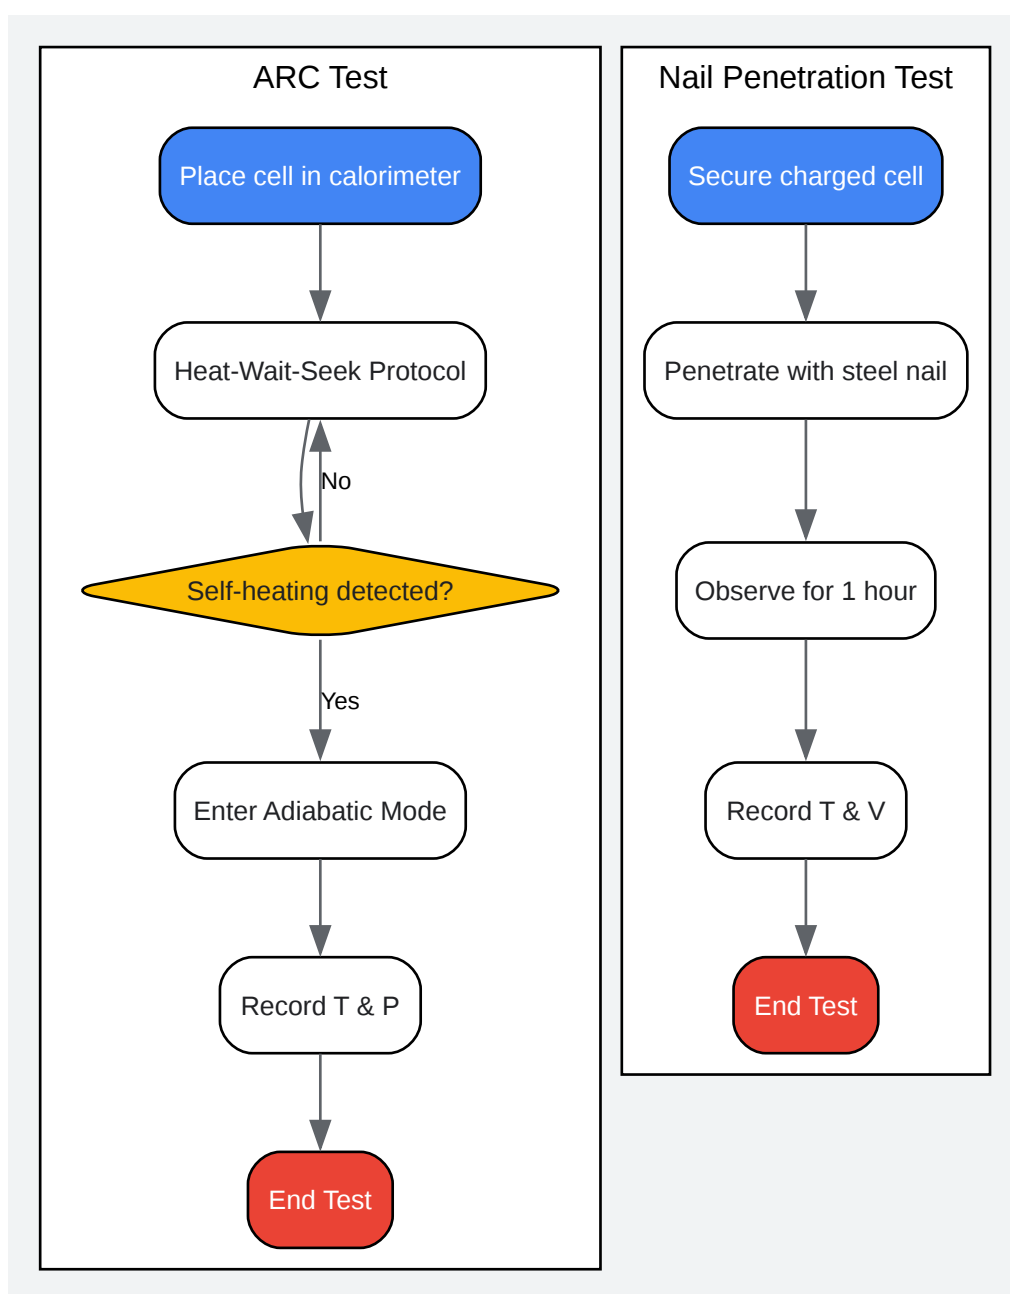 ARC Test
Place cell in calorimeter
Heat-Wait-Seek Protocol
No
Self-heating detected?
Yes
Enter Adiabatic Mode
Record T & P
End Test
Nail Penetration Test
Secure charged cell
Penetrate with steel nail
Observe for 1 hour
Record T & V
End Test